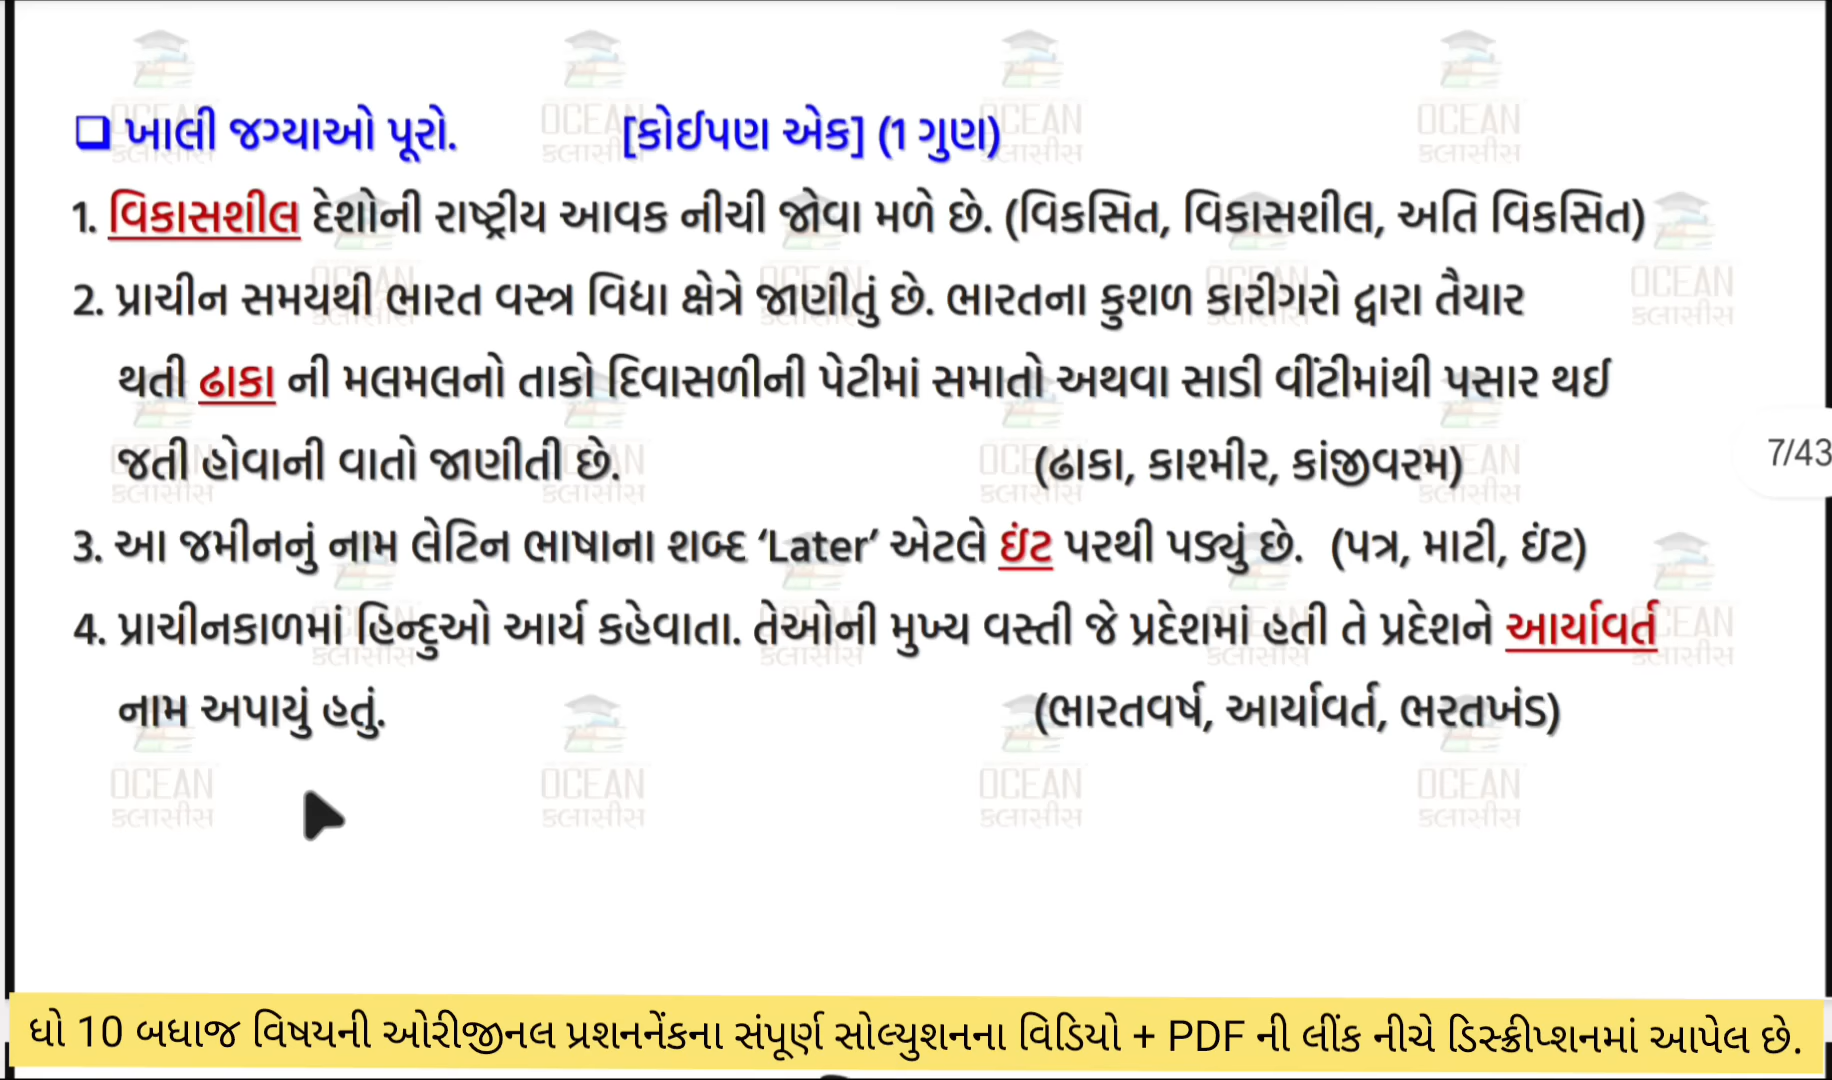 ❑ ખાલી જગ્યાઓ પૂરો. [કોઈપણ એક] (1 ગુણ)
1. વિકાસશીલ દેશોની રાષ્ટ્રીય આવક નીચી જોવા મળે છે. (વિકસિત, વિકાસશીલ, અતિ વિકસિત)
2. પ્રાચીન સમયથી ભારત વસ્ત્ર વિદ્યા ક્ષેત્રે જાણીતું છે. ભારતના કુશળ કારીગરો દ્વારા તૈયાર
થતી ઢાકા ની મલમલનો તાકો દિવાસળીની પેટીમાં સમાતો અથવા સાડી વીંટીમાંથી પસાર થઈ
જતી હોવાની વાતો જાણીતી છે. (ઢાકા, કાશ્મીર, કાંજીવરમ)
7/43
3. આ જમીનનું નામ લેટિન ભાષાના શબ્દ ‘Later’ એટલે ઈંટ પરથી પડ્યું છે. (પત્ર, માટી, ઈંટ)
4. પ્રાચીનકાળમાં હિન્દુઓ આર્ય કહેવાતા. તેઓની મુખ્ય વસ્તી જે પ્રદેશમાં હતી તે પ્રદેશને આર્યાવર્ત
નામ અપાયું હતું. (ભારતવર્ષ, આર્યાવર્ત, ભરતખંડ)
OCEAN
ક્લાસીસ
ધો 10 બધાજ વિષયની ઓરીજીનલ પ્રશનનેંકના સંપૂર્ણ સોલ્યુશનના વિડિયો + PDF ની લીંક નીચે ડિસ્ક્રીપ્શનમાં આપેલ છે.